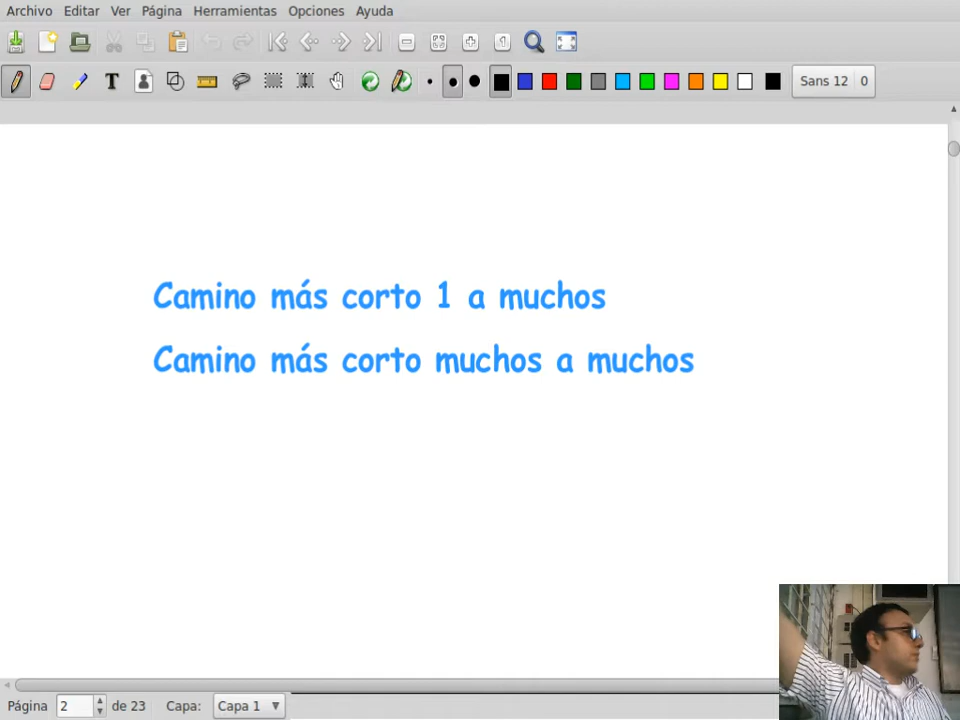 Archivo Editar Ver Página Herramientas Opciones Ayuda
T
Sans 12 0
Camino más corto 1 a muchos
Camino más corto muchos a muchos
Página 2 de 23 Capa: Capa 1